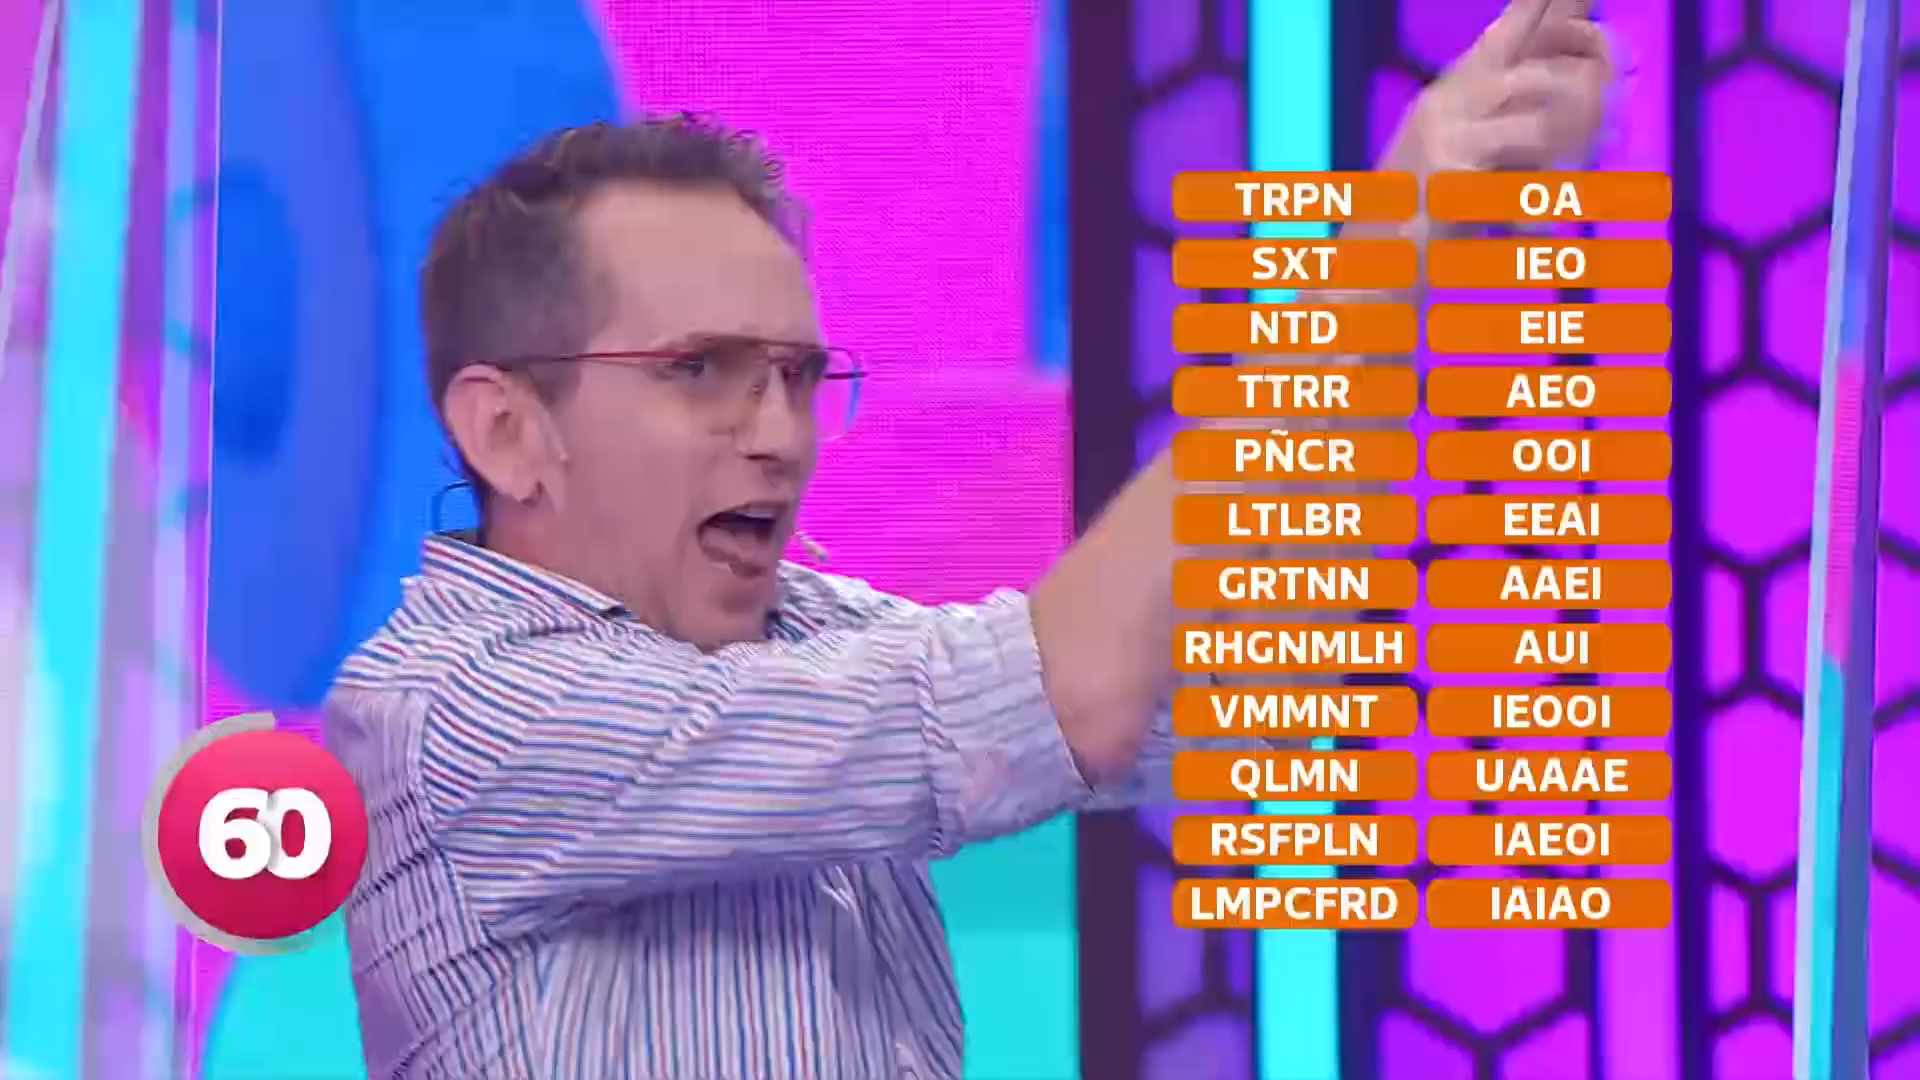 TRPN OA
SXT IEO
NTD EIE
TTRR AEO
PÑCR OOI
LTLBR EEAI
GRTNN AAEI
RHGNMLH AUI
VMMNT IEOOI
QLMN UAAAE
RSFPLN IAEOI
LMPCFRD IAIAO
60